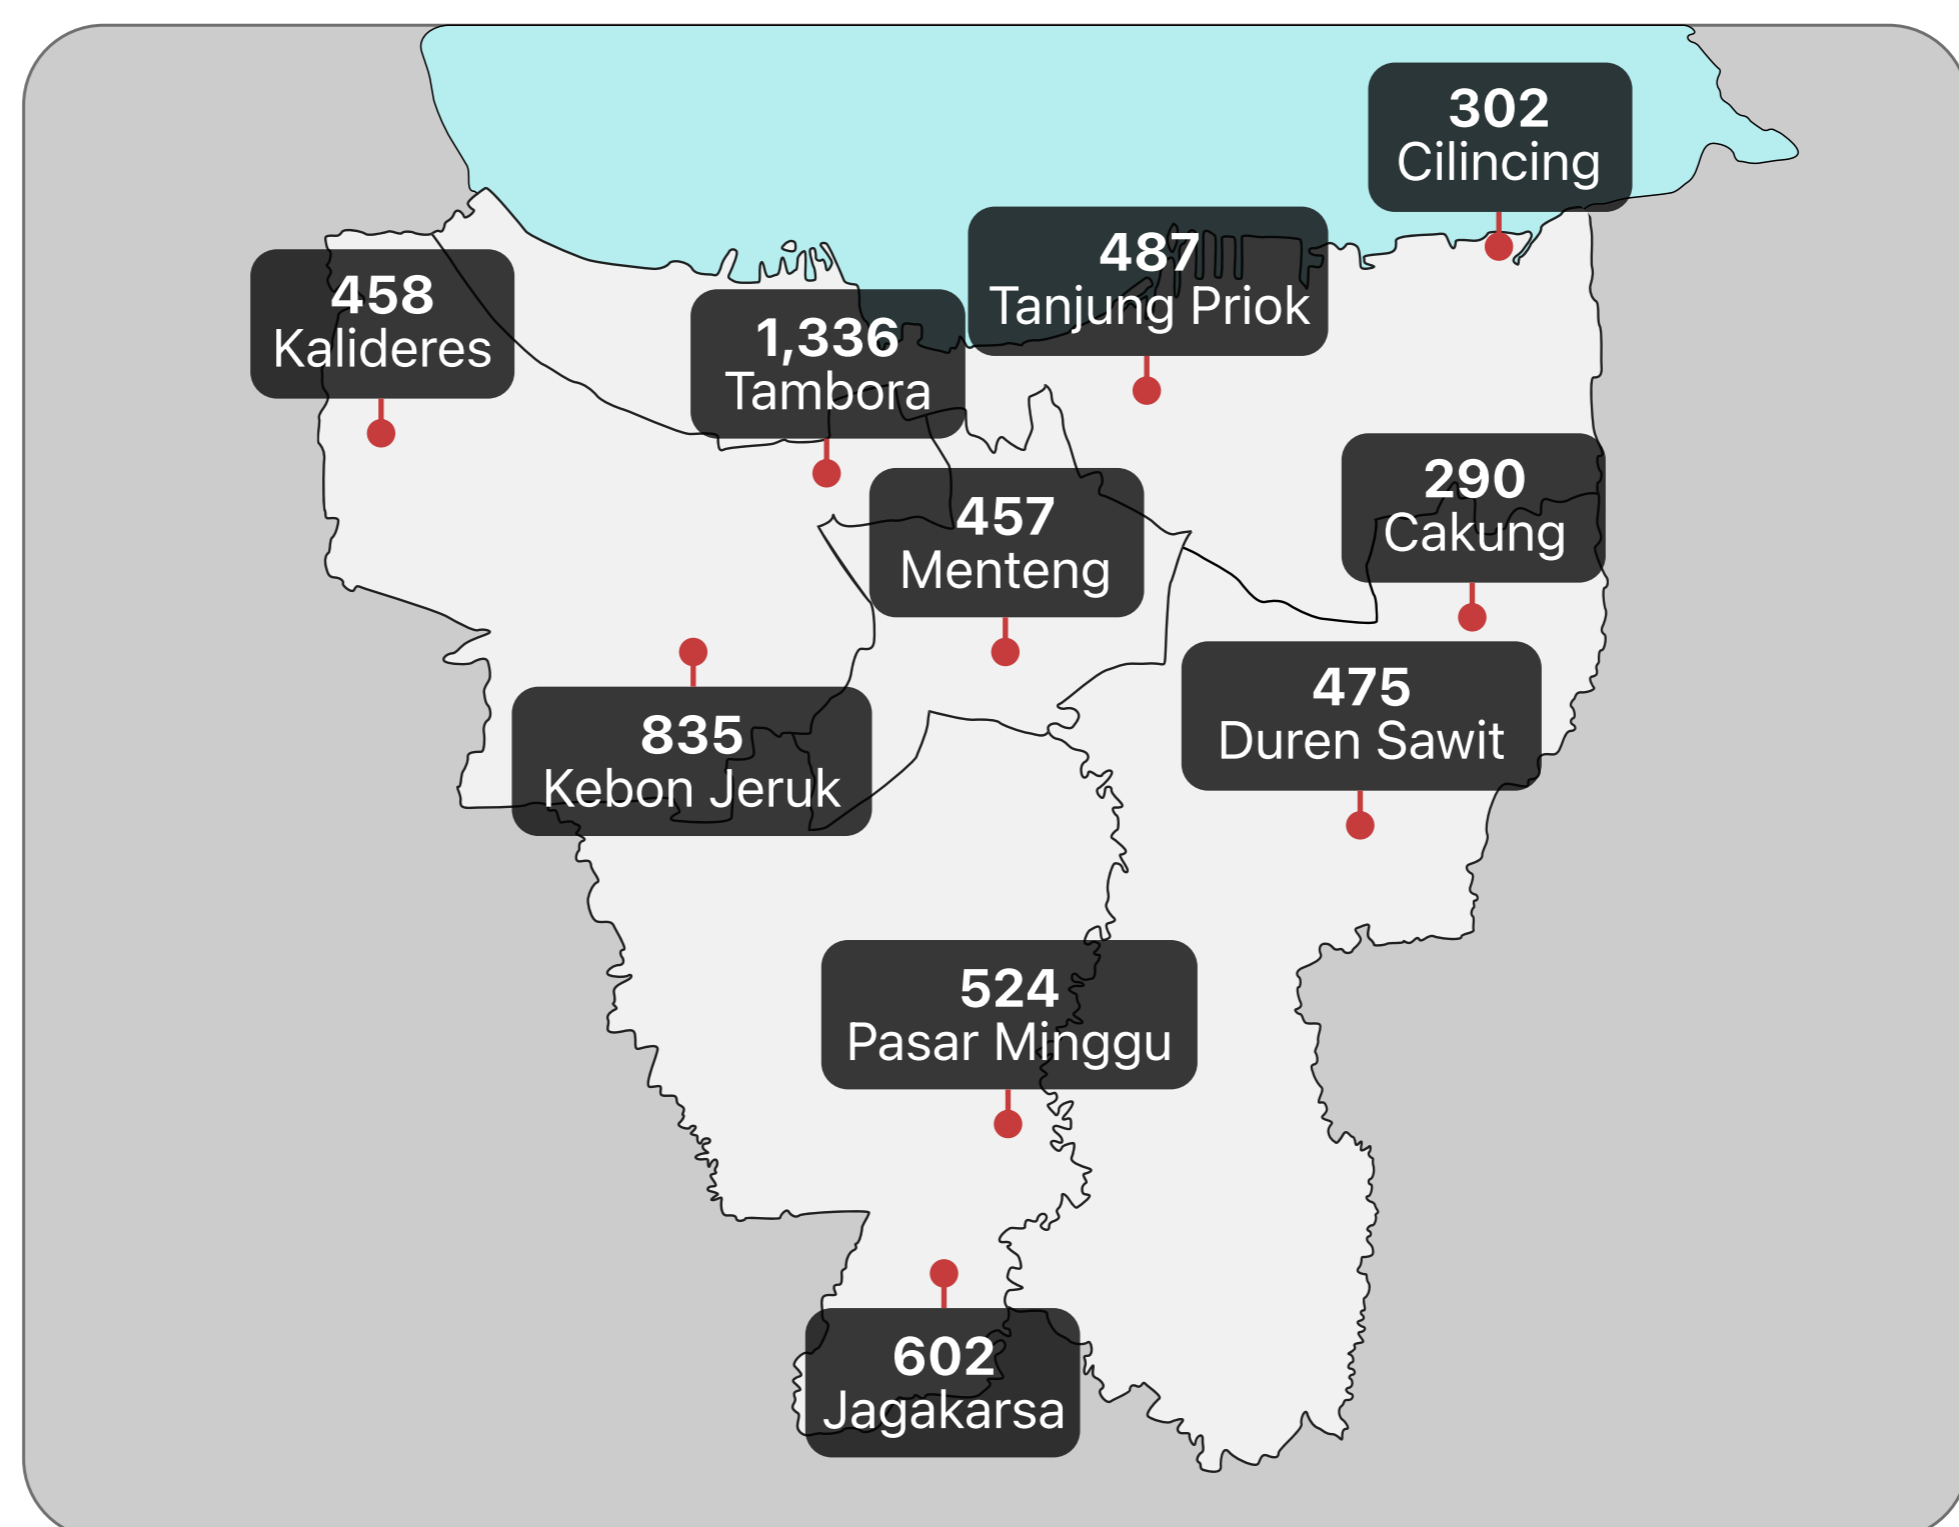 302
Cilincing
487
Tanjung Priok
458
Kalideres
1,336
Tambora
290
Cakung
457
Menteng
475
Duren Sawit
835
Kebon Jeruk
524
Pasar Minggu
602
Jagakarsa